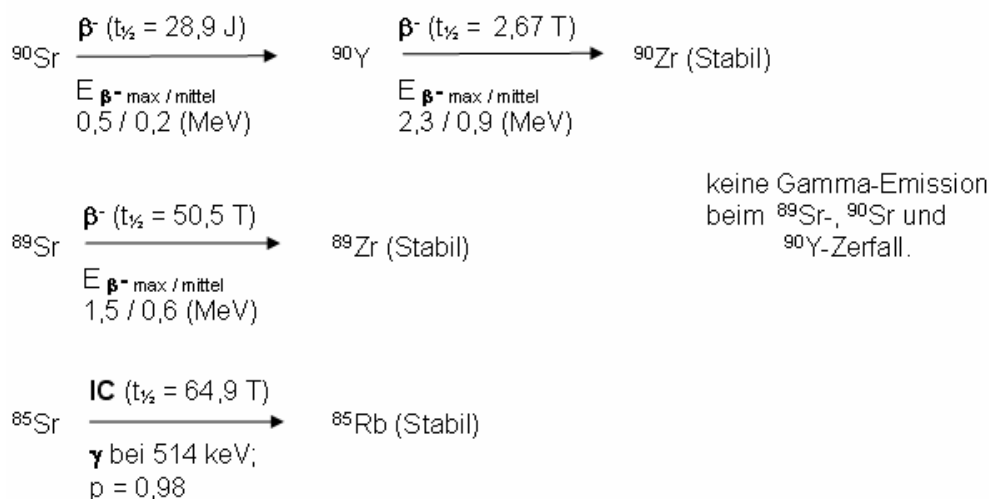 β⁻ (t½ = 28,9 J)
β⁻ (t½ = 2,67 T)
⁹⁰Sr
⁹⁰Y
⁹⁰Zr (Stabil)
E β⁻ max / mittel
0,5 / 0,2 (MeV)
E β⁻ max / mittel
2,3 / 0,9 (MeV)
keine Gamma-Emission
beim ⁸⁹Sr-, ⁹⁰Sr und
⁹⁰Y-Zerfall.
β⁻ (t½ = 50,5 T)
⁸⁹Sr
⁸⁹Zr (Stabil)
E β⁻ max / mittel
1,5 / 0,6 (MeV)
IC (t½ = 64,9 T)
⁸⁵Sr
⁸⁵Rb (Stabil)
γ bei 514 keV;
p = 0,98